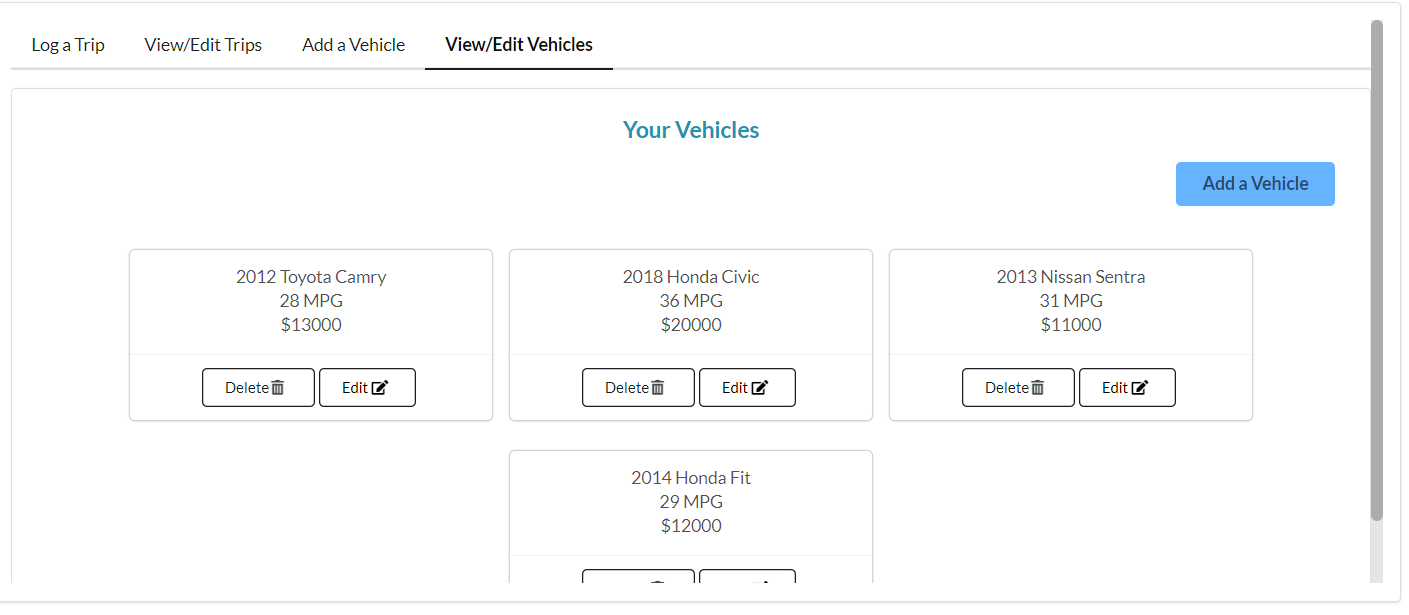 Log a Trip View/Edit Trips Add a Vehicle View/Edit Vehicles
Your Vehicles
Add a Vehicle
2012 Toyota Camry
28 MPG
$13000
Delete Edit
2018 Honda Civic
36 MPG
$20000
Delete Edit
2013 Nissan Sentra
31 MPG
$11000
Delete Edit
2014 Honda Fit
29 MPG
$12000